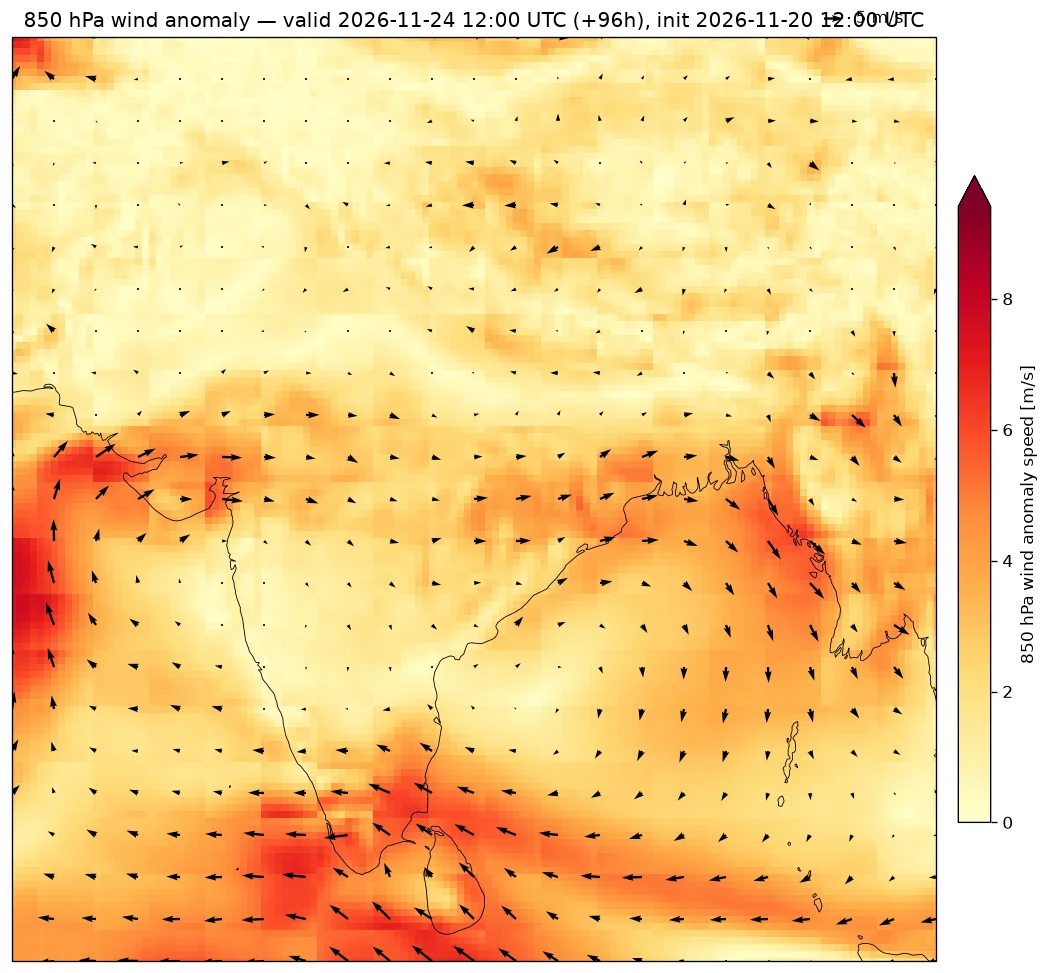 850 hPa wind anomaly — valid 2026-11-24 12:00 UTC (+96h), init 2026-11-20 12:00 UTC
5 m/s
8
6
4
2
0
850 hPa wind anomaly speed [m/s]